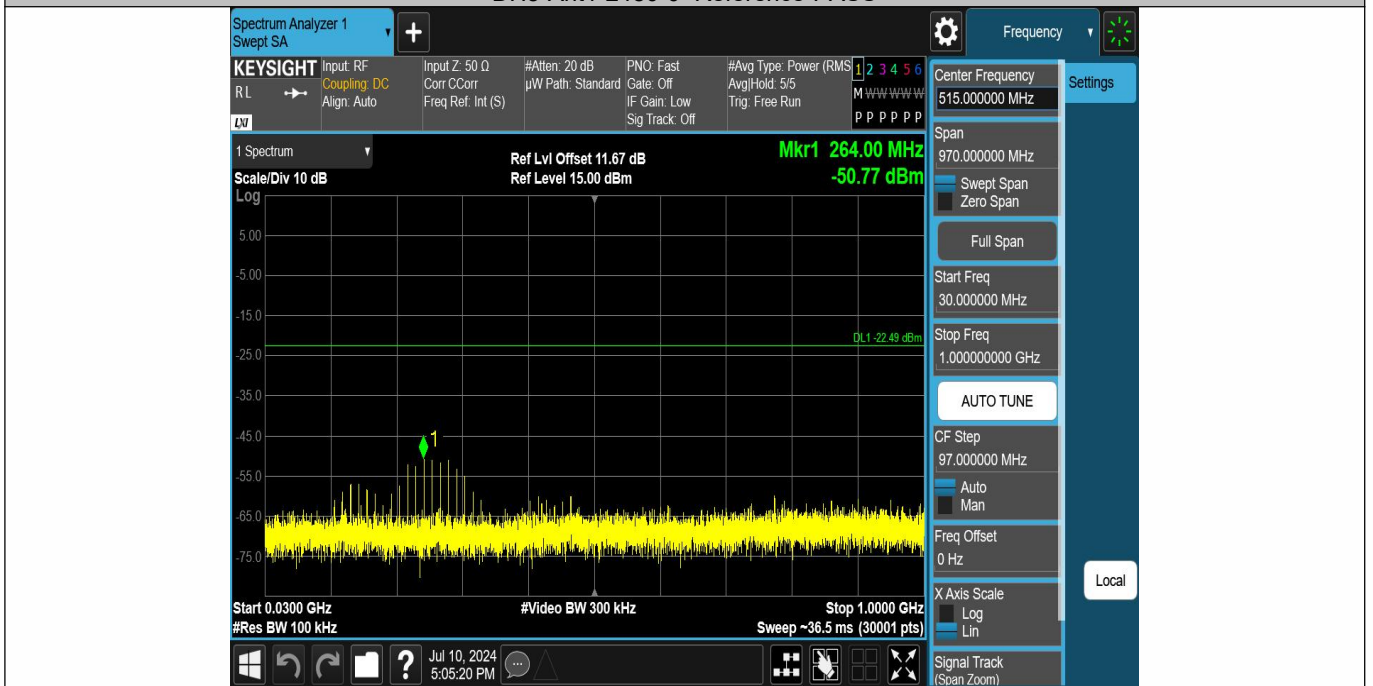 Spectrum Analyzer 1
Swept SA
+
Frequency
KEYSIGHT
RL
LXI
Input: RF
Coupling: DC
Align: Auto
Input Z: 50 Ω
Corr CCorr
Freq Ref: Int (S)
#Atten: 20 dB
µW Path: Standard
PNO: Fast
Gate: Off
IF Gain: Low
Sig Track: Off
#Avg Type: Power (RMS
Avg|Hold: 5/5
Trig: Free Run
1 2 3 4 5 6
M W W W W W
P P P P P P
1 Spectrum
Scale/Div 10 dB
Log
Ref Lvl Offset 11.67 dB
Ref Level 15.00 dBm
Mkr1 264.00 MHz
-50.77 dBm
5.00
-5.00
-15.0
DL1 -22.49 dBm
-25.0
-35.0
-45.0
1
-55.0
-65.0
-75.0
Start 0.0300 GHz
#Res BW 100 kHz
#Video BW 300 kHz
Stop 1.0000 GHz
Sweep ~36.5 ms (30001 pts)
?
Jul 10, 2024
5:05:20 PM
Center Frequency
515.000000 MHz
Settings
Span
970.000000 MHz
Swept Span
Zero Span
Full Span
Start Freq
30.000000 MHz
Stop Freq
1.000000000 GHz
AUTO TUNE
CF Step
97.000000 MHz
Auto
Man
Freq Offset
0 Hz
X Axis Scale
Log
Lin
Local
Signal Track
(Span Zoom)